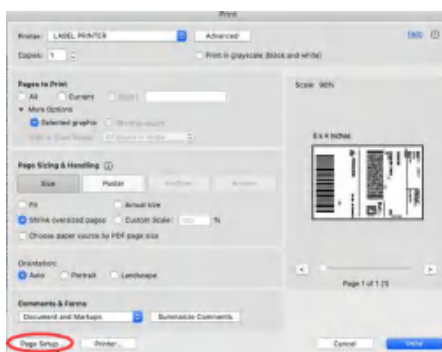 Print
Printer: LABEL PRINTER Advanced Help
Copies: 1 Print in grayscale (black and white)
Pages to Print
All Current
More Options
Selected graphic
Scale: 90%
6 x 4 Inches
Page Sizing & Handling
Size Poster
Fit Actual size
Shrink oversized pages Custom Scale: 100 %
Choose paper source by PDF page size
Orientation:
Auto Portrait Landscape
Page 1 of 1 (1)
Comments & Forms
Document and Markups Summarize Comments
Page Setup... Printer... Cancel Print